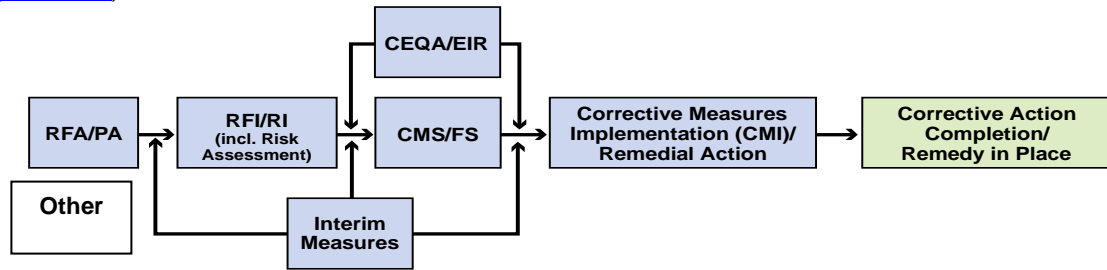 CEQA/EIR
RFA/PA
RFI/RI
(incl. Risk
Assessment)
CMS/FS
Corrective Measures
Implementation (CMI)/
Remedial Action
Corrective Action
Completion/
Remedy in Place
Other
Interim
Measures